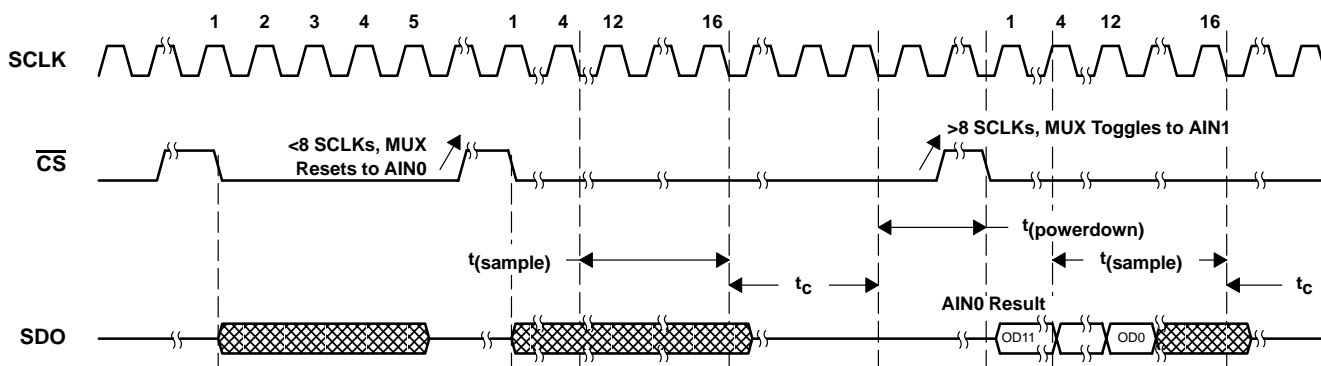 1 2 3 4 5 1 4 12 16 1 4 12 16
SCLK
<8 SCLKs, MUX
Resets to AIN0
>8 SCLKs, MUX Toggles to AIN1
CS
t(powerdown)
t(sample)
t(sample)
tc
tc
AIN0 Result
SDO
OD11
OD0